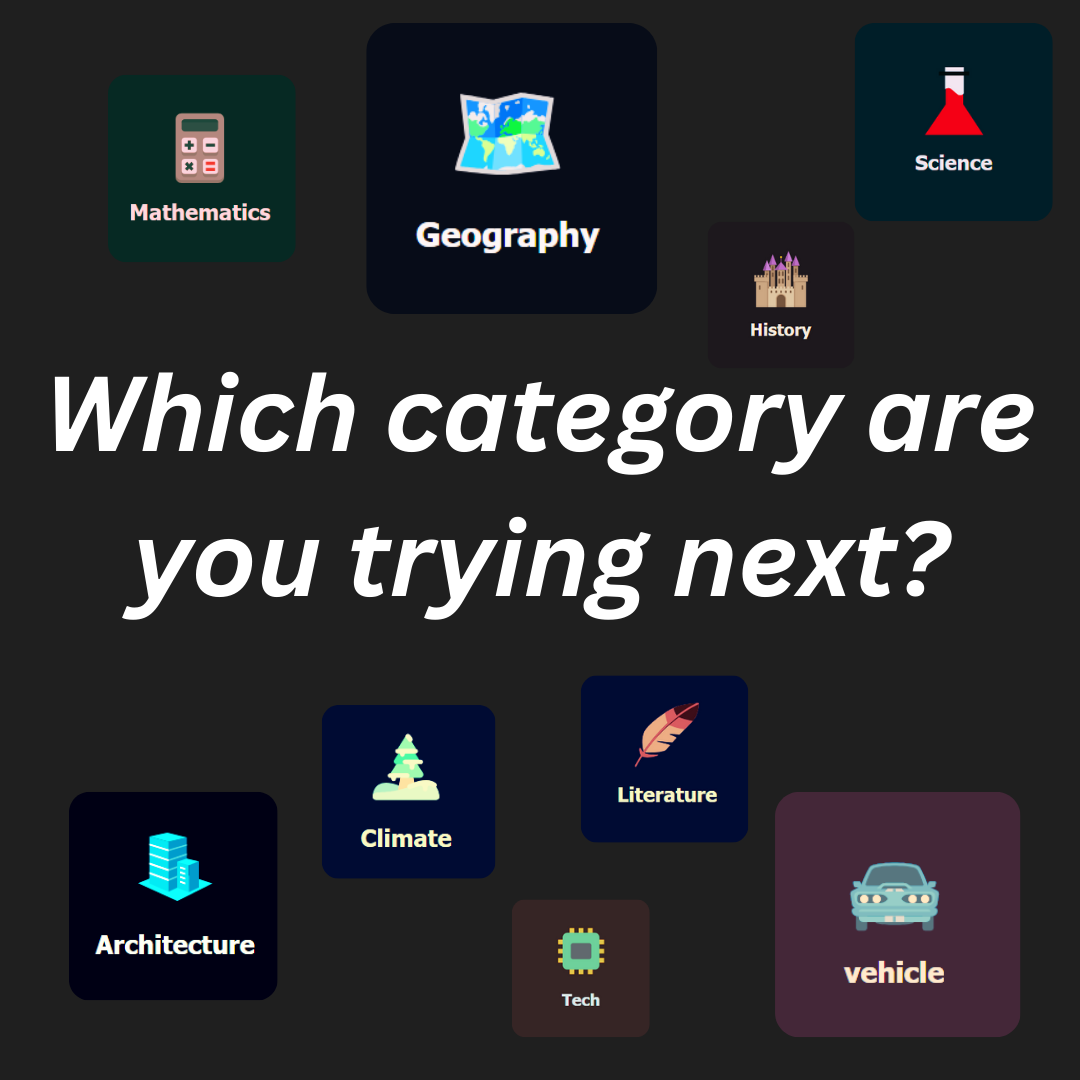 Mathematics
Geography
Science
History
Which category are
you trying next?
Architecture
Climate
Literature
Tech
vehicle